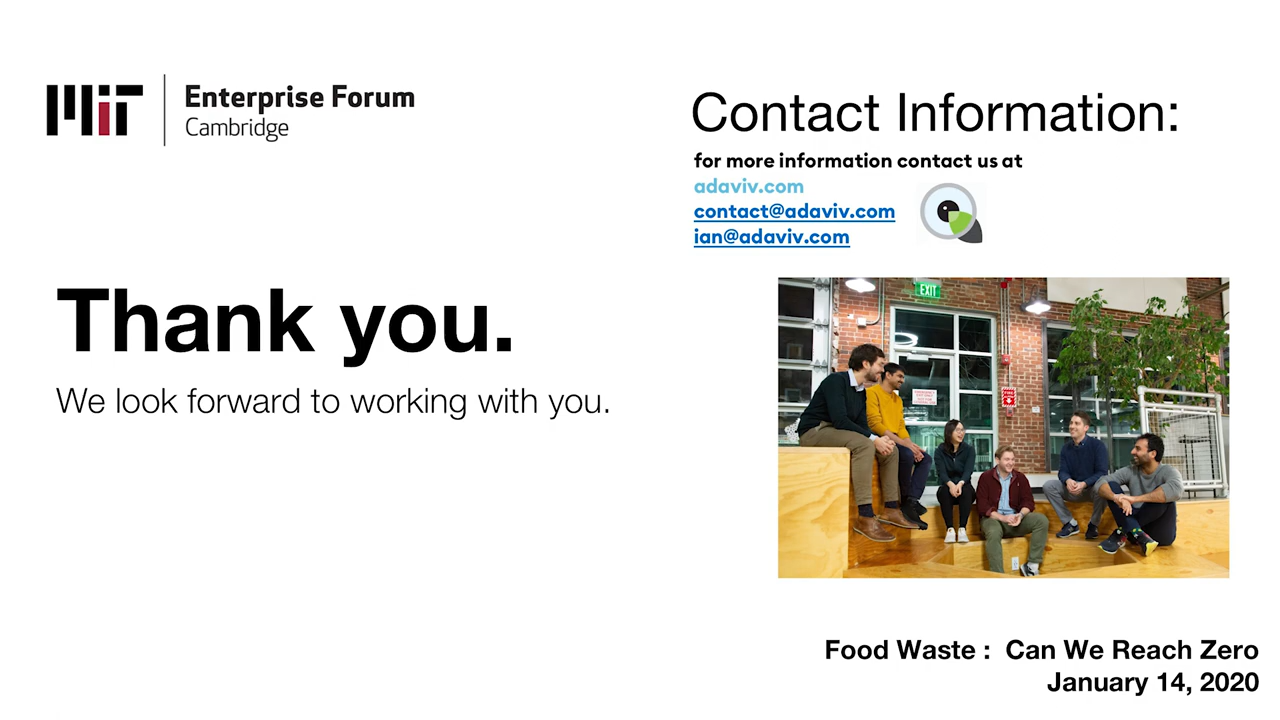 MiT
Enterprise Forum
Cambridge
Thank you.
We look forward to working with you.
Contact Information:
for more information contact us at
adaviv.com
contact@adaviv.com
ian@adaviv.com
EXIT
FIRE
Food Waste : Can We Reach Zero
January 14, 2020